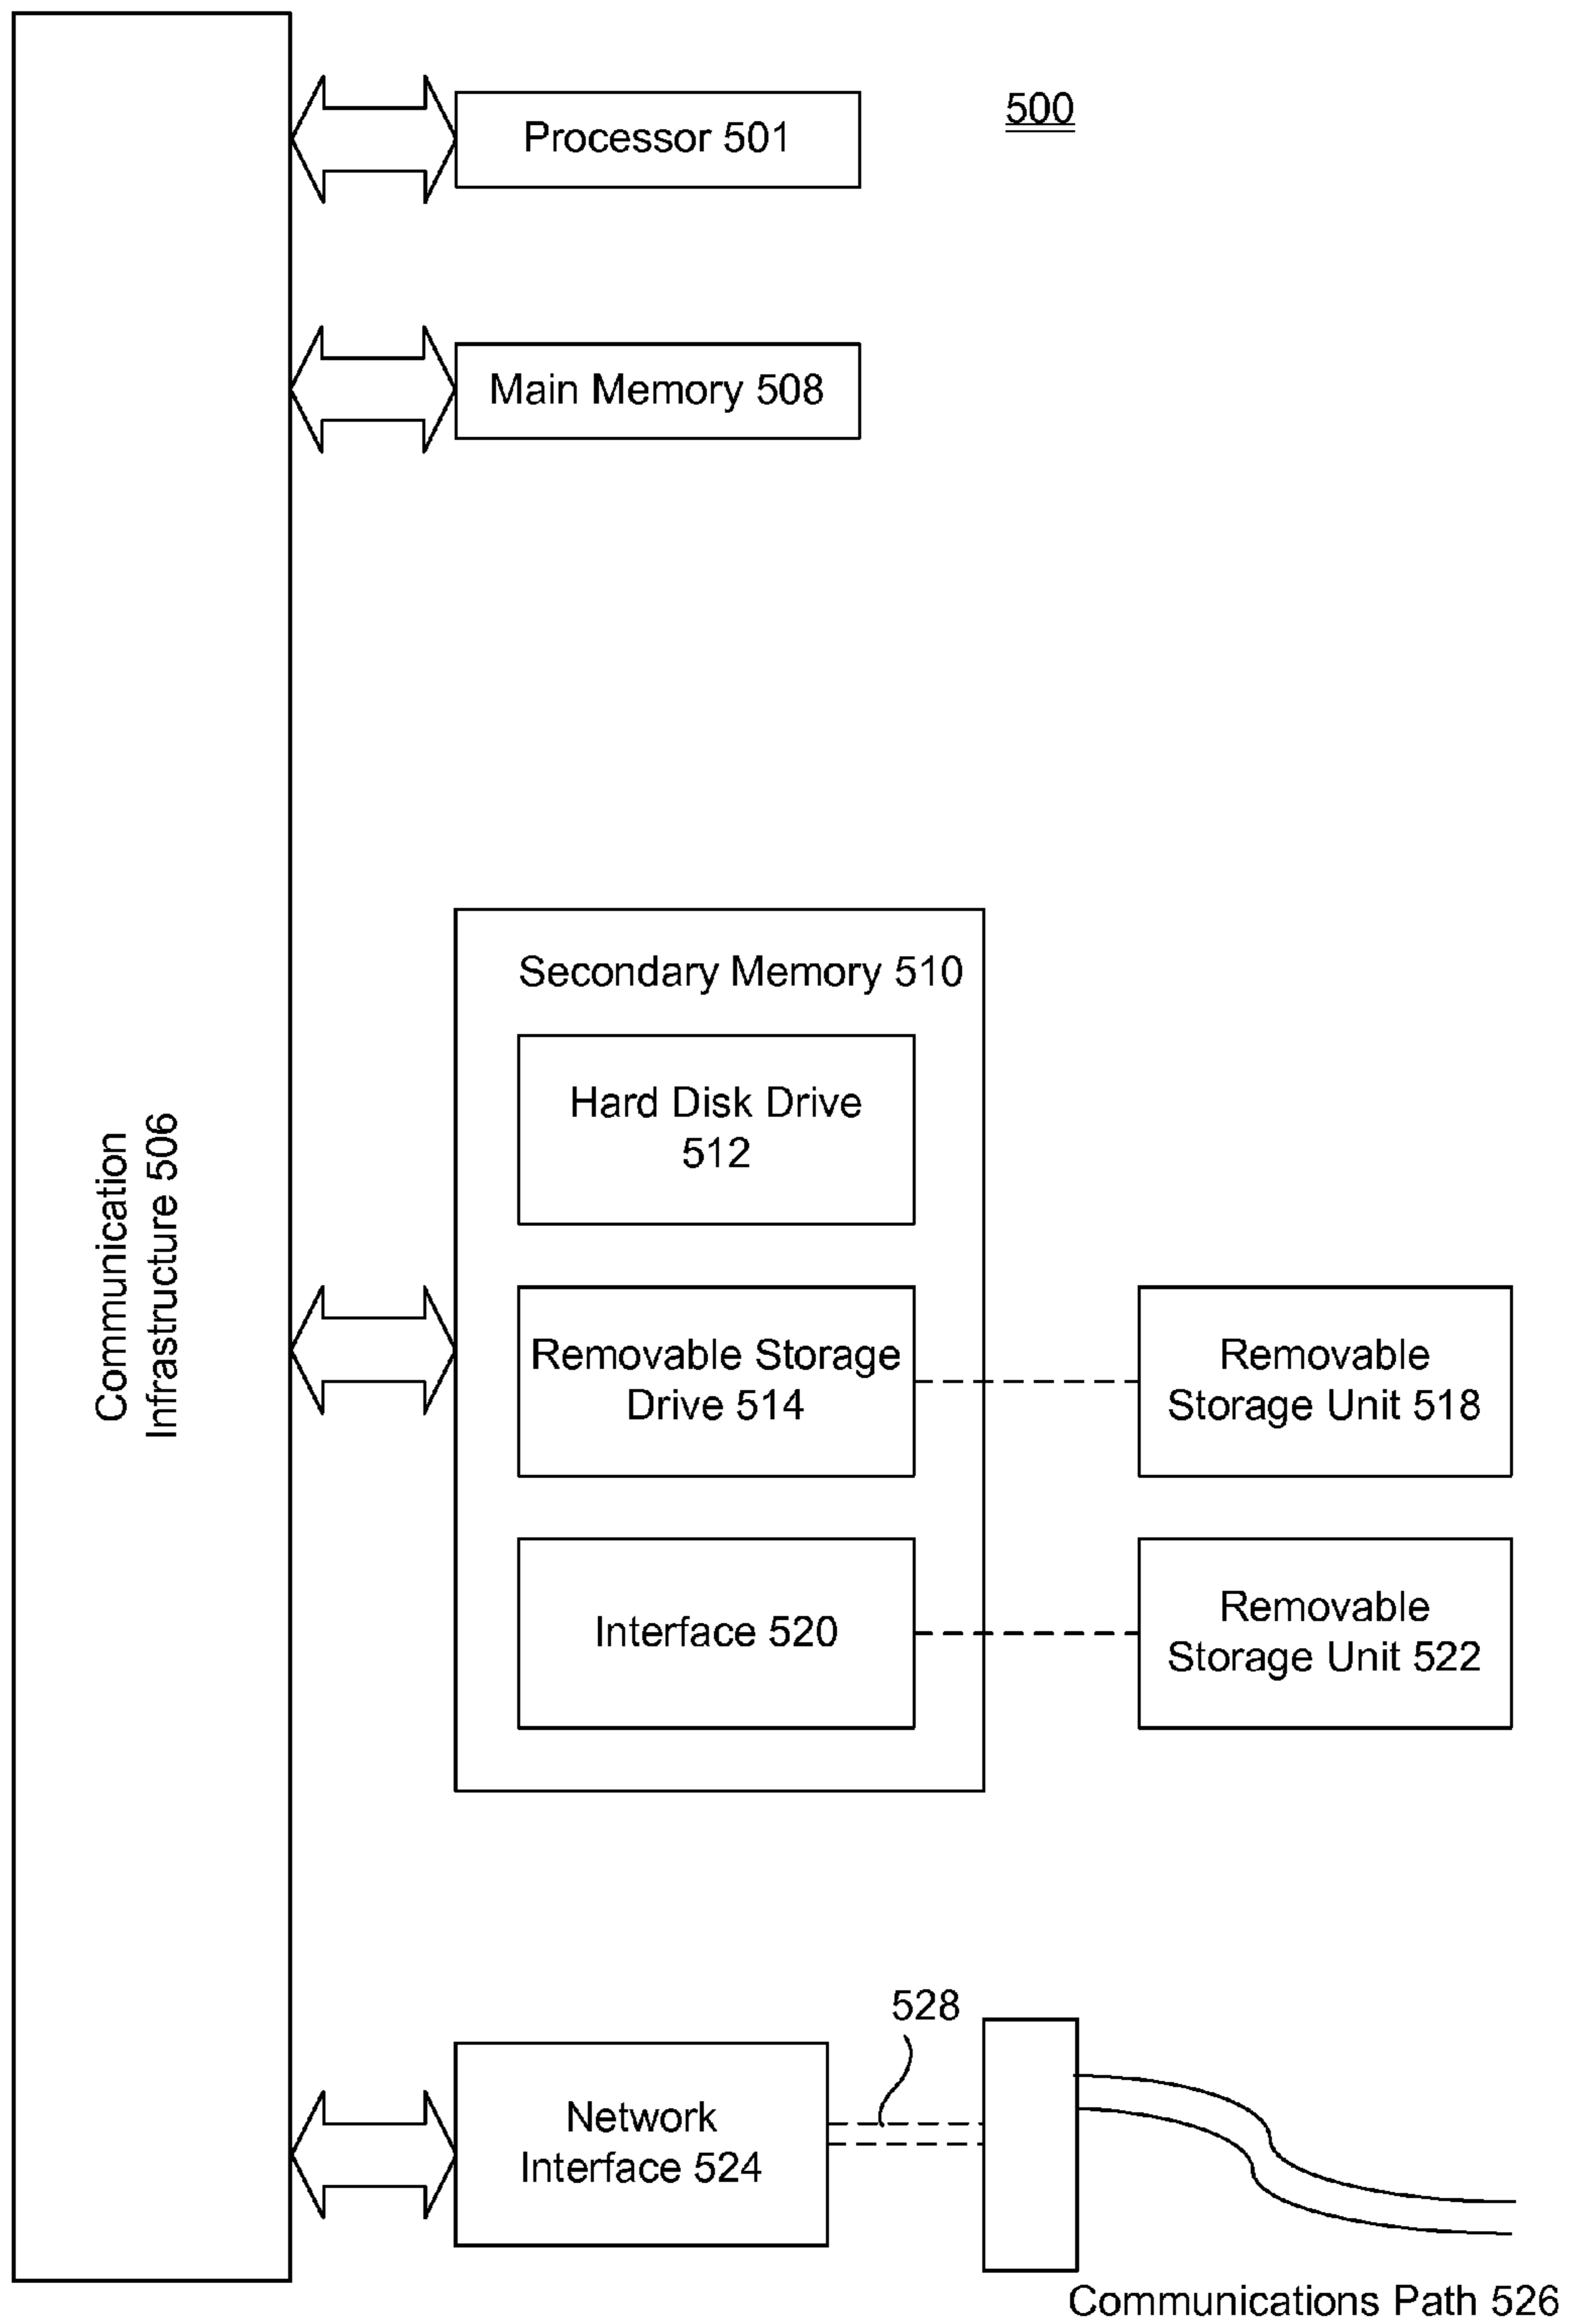 Processor 501
500
Main Memory 508
Communication
Infrastructure 506
Secondary Memory 510
Hard Disk Drive
512
Removable Storage
Drive 514
Removable
Storage Unit 518
Interface 520
Removable
Storage Unit 522
528
Network
Interface 524
Communications Path 526